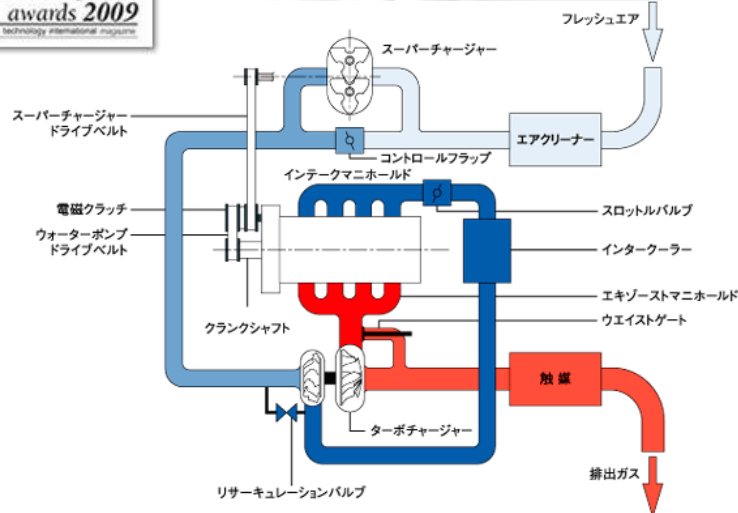 awards 2009
technology international magazine
フレッシュエア
スーパーチャージャー
スーパーチャージャー
ドライブベルト
エアクリーナー
コントロールフラップ
インテークマニホールド
電磁クラッチ
スロットルバルブ
ウォーターポンプ
ドライブベルト
インタークーラー
エキゾーストマニホールド
クランクシャフト
ウエイストゲート
触媒
ターボチャージャー
排出ガス
リサーキュレーションバルブ